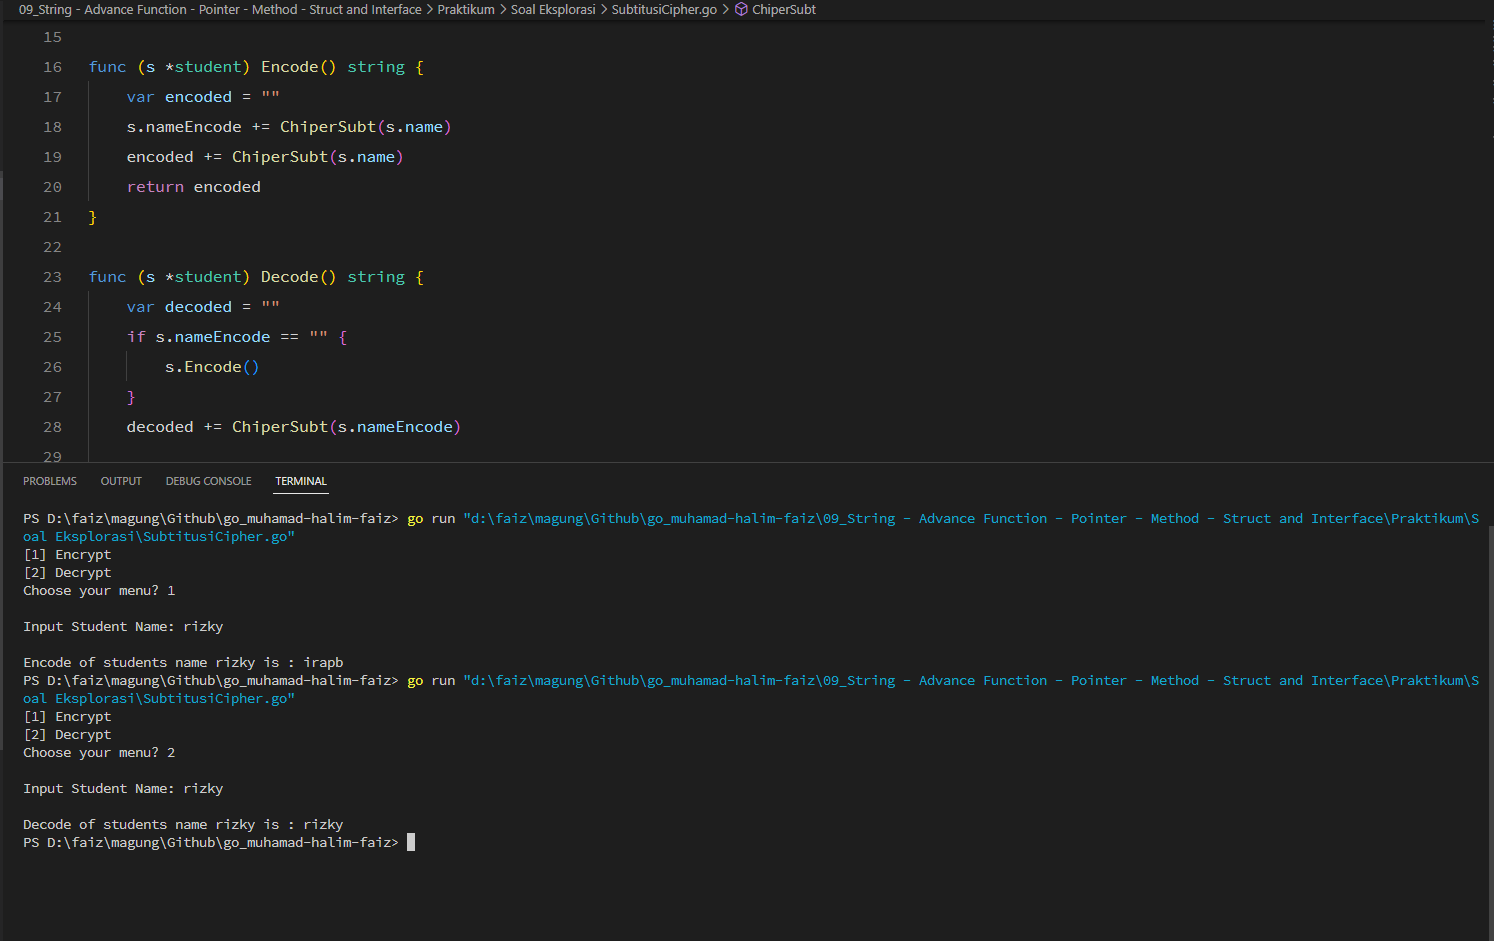 09_String - Advance Function - Pointer - Method - Struct and Interface > Praktikum > Soal Eksplorasi > SubtitusiCipher.go > ChiperSubt
15
16 func (s *student) Encode() string {
17 var encoded = ""
18 s.nameEncode += ChiperSubt(s.name)
19 encoded += ChiperSubt(s.name)
20 return encoded
21 }
22
23 func (s *student) Decode() string {
24 var decoded = ""
25 if s.nameEncode == "" {
26 s.Encode()
27 }
28 decoded += ChiperSubt(s.nameEncode)
29
PROBLEMS OUTPUT DEBUG CONSOLE TERMINAL
PS D:\faiz\magung\Github\go_muhamad-halim-faiz> go run "d:\faiz\magung\Github\go_muhamad-halim-faiz\09_String - Advance Function - Pointer - Method - Struct and Interface\Praktikum\S
oal Eksplorasi\SubtitusiCipher.go"
[1] Encrypt
[2] Decrypt
Choose your menu? 1
Input Student Name: rizky
Encode of students name rizky is : irapb
PS D:\faiz\magung\Github\go_muhamad-halim-faiz> go run "d:\faiz\magung\Github\go_muhamad-halim-faiz\09_String - Advance Function - Pointer - Method - Struct and Interface\Praktikum\S
oal Eksplorasi\SubtitusiCipher.go"
[1] Encrypt
[2] Decrypt
Choose your menu? 2
Input Student Name: rizky
Decode of students name rizky is : rizky
PS D:\faiz\magung\Github\go_muhamad-halim-faiz>